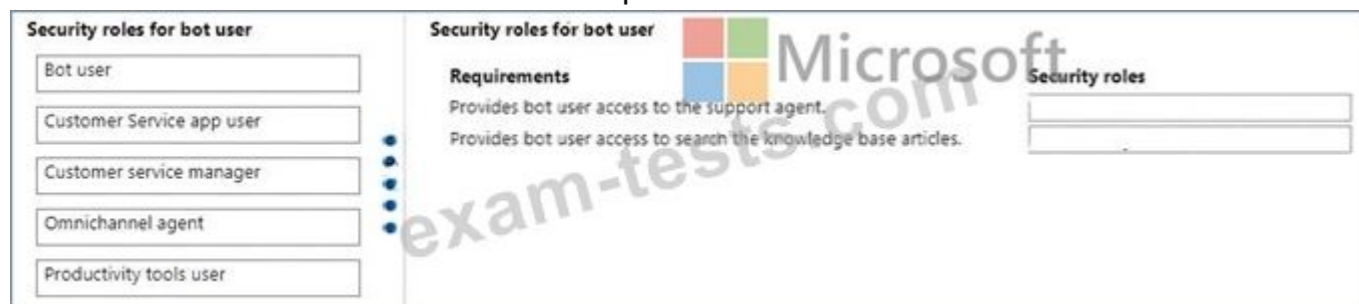 Security roles for bot user
Bot user
Customer Service app user
Customer service manager
Omnichannel agent
Productivity tools user
Security roles for bot user
Microsoft
Requirements
Security roles
Provides bot user access to the support agent.
Provides bot user access to search the knowledge base articles.
exam-tests.com